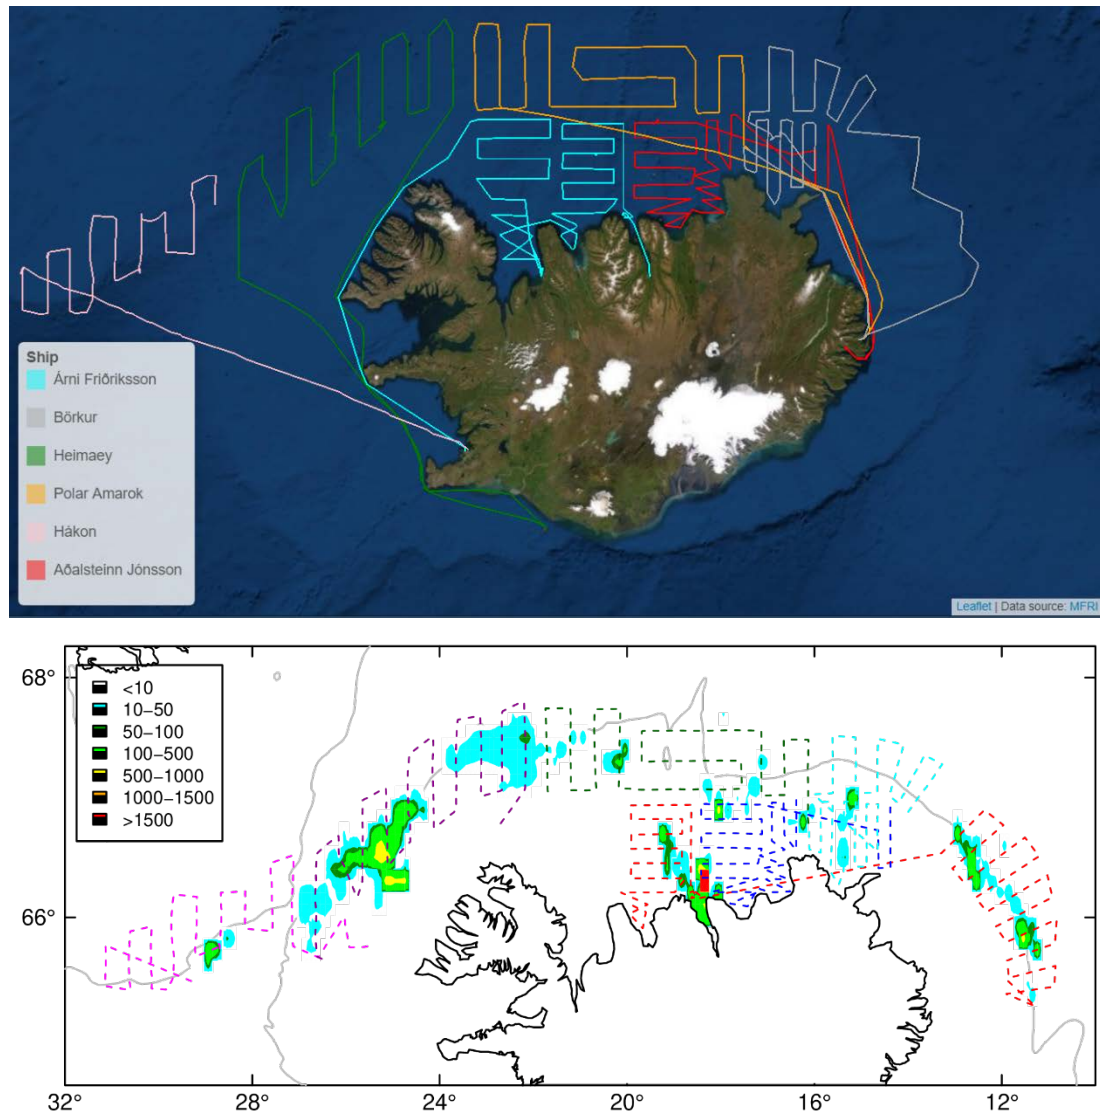 Ship
Árni Friðriksson
Börkur
Heimaey
Polar Amarok
Hákon
Aðalsteinn Jónsson
Leaflet | Data source: MFRI
68°
66°
<10
10−50
50−100
100−500
500−1000
1000−1500
>1500
32°
28°
24°
20°
16°
12°